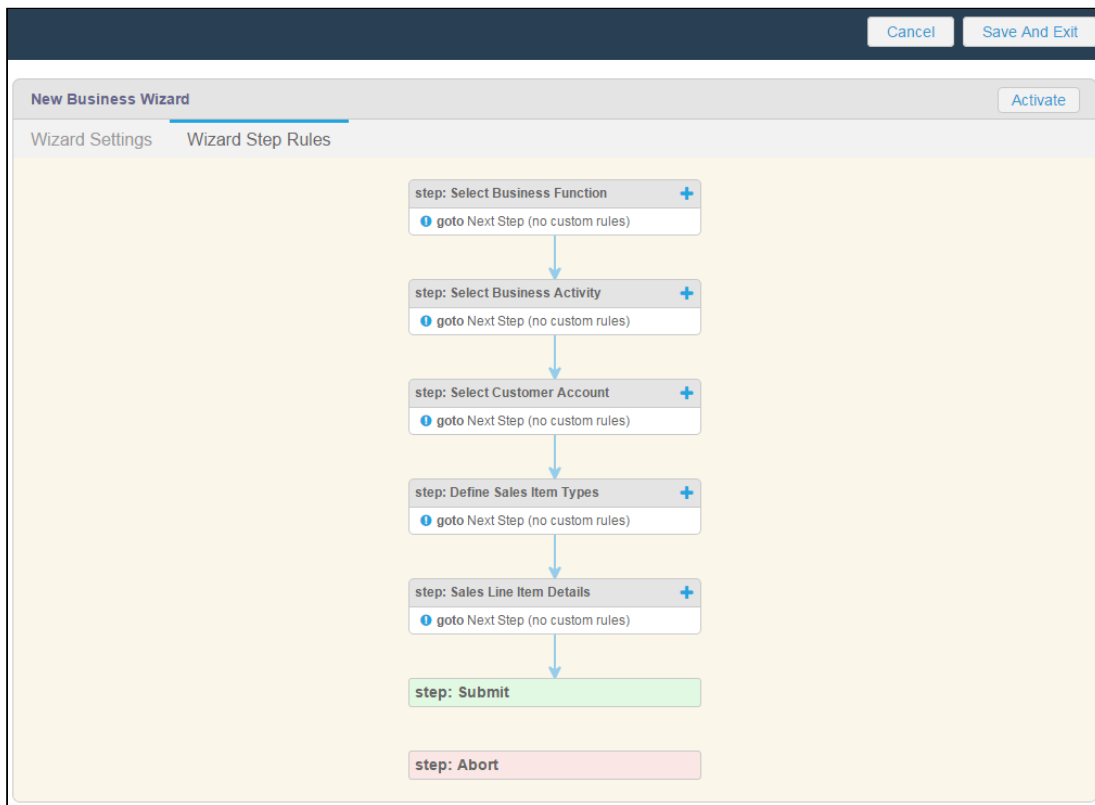 Cancel Save And Exit
New Business Wizard Activate
Wizard Settings Wizard Step Rules
step: Select Business Function
goto Next Step (no custom rules)
step: Select Business Activity
goto Next Step (no custom rules)
step: Select Customer Account
goto Next Step (no custom rules)
step: Define Sales Item Types
goto Next Step (no custom rules)
step: Sales Line Item Details
goto Next Step (no custom rules)
step: Submit
step: Abort